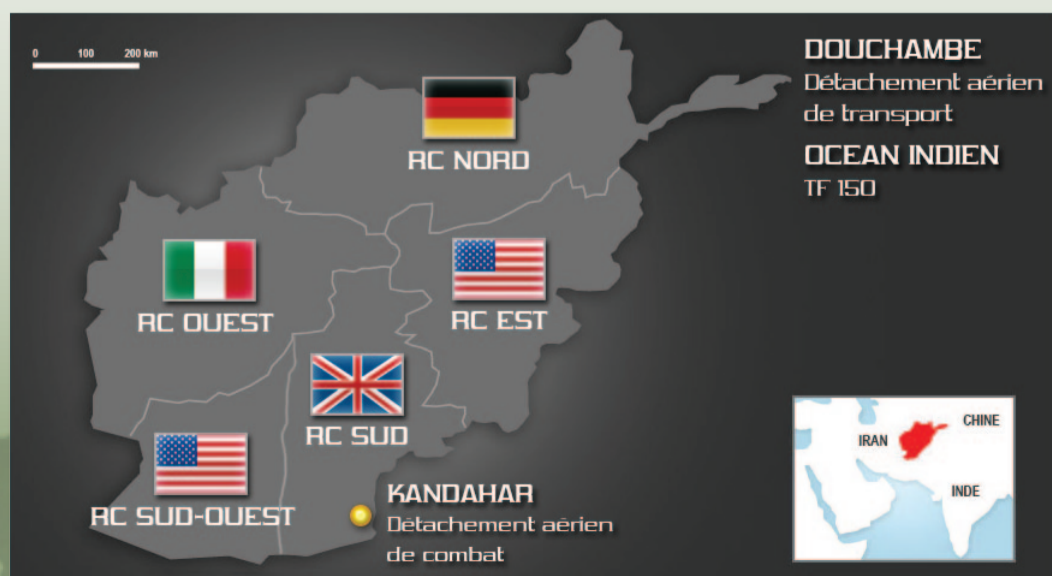 0 100 200 km
DOUCHAMBE
Détachement aérien
de transport
OCEAN INDIEN
TF 150
RC NORD
RC OUEST
RC EST
RC SUD
RC SUD-OUEST
KANDAHAR
Détachement aérien
de combat
CHINE
IRAN
INDE